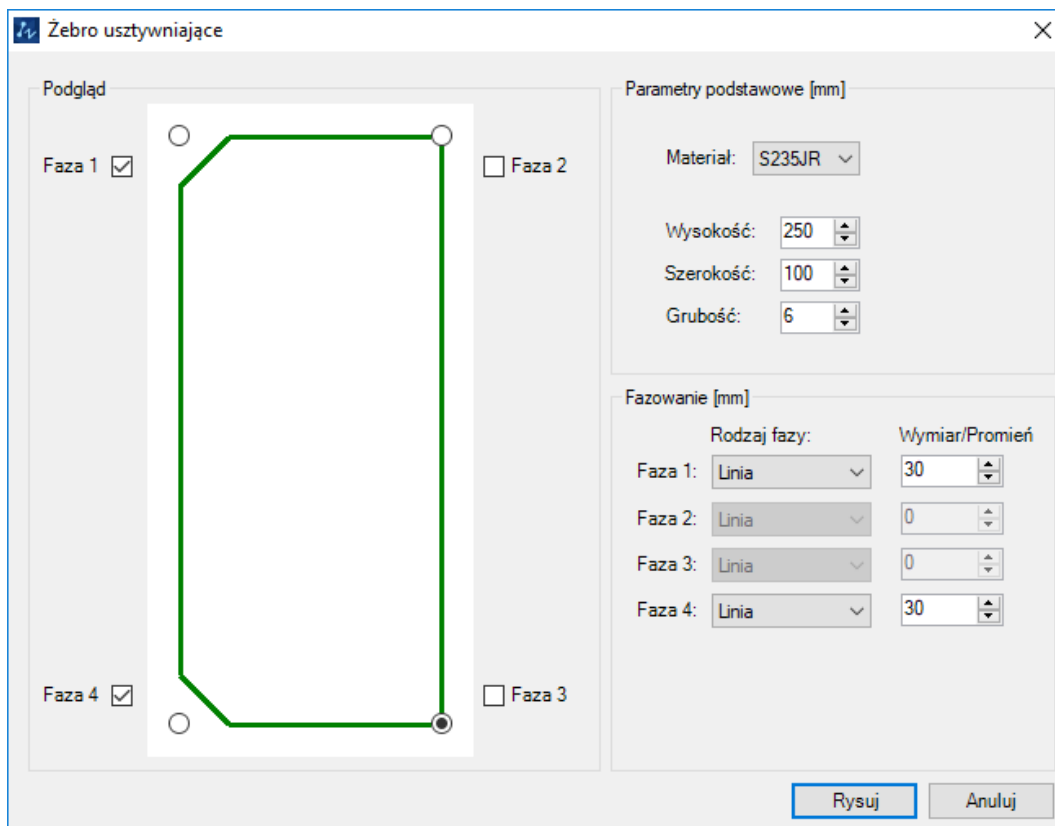 Żebro usztywniające
Podgląd
Faza 1
Faza 2
Faza 4
Faza 3
Parametry podstawowe [mm]
Materiał: S235JR
Wysokość: 250
Szerokość: 100
Grubość: 6
Fazowanie [mm]
Rodzaj fazy: Wymiar/Promień
Faza 1: Linia 30
Faza 2: Linia 0
Faza 3: Linia 0
Faza 4: Linia 30
Rysuj Anuluj